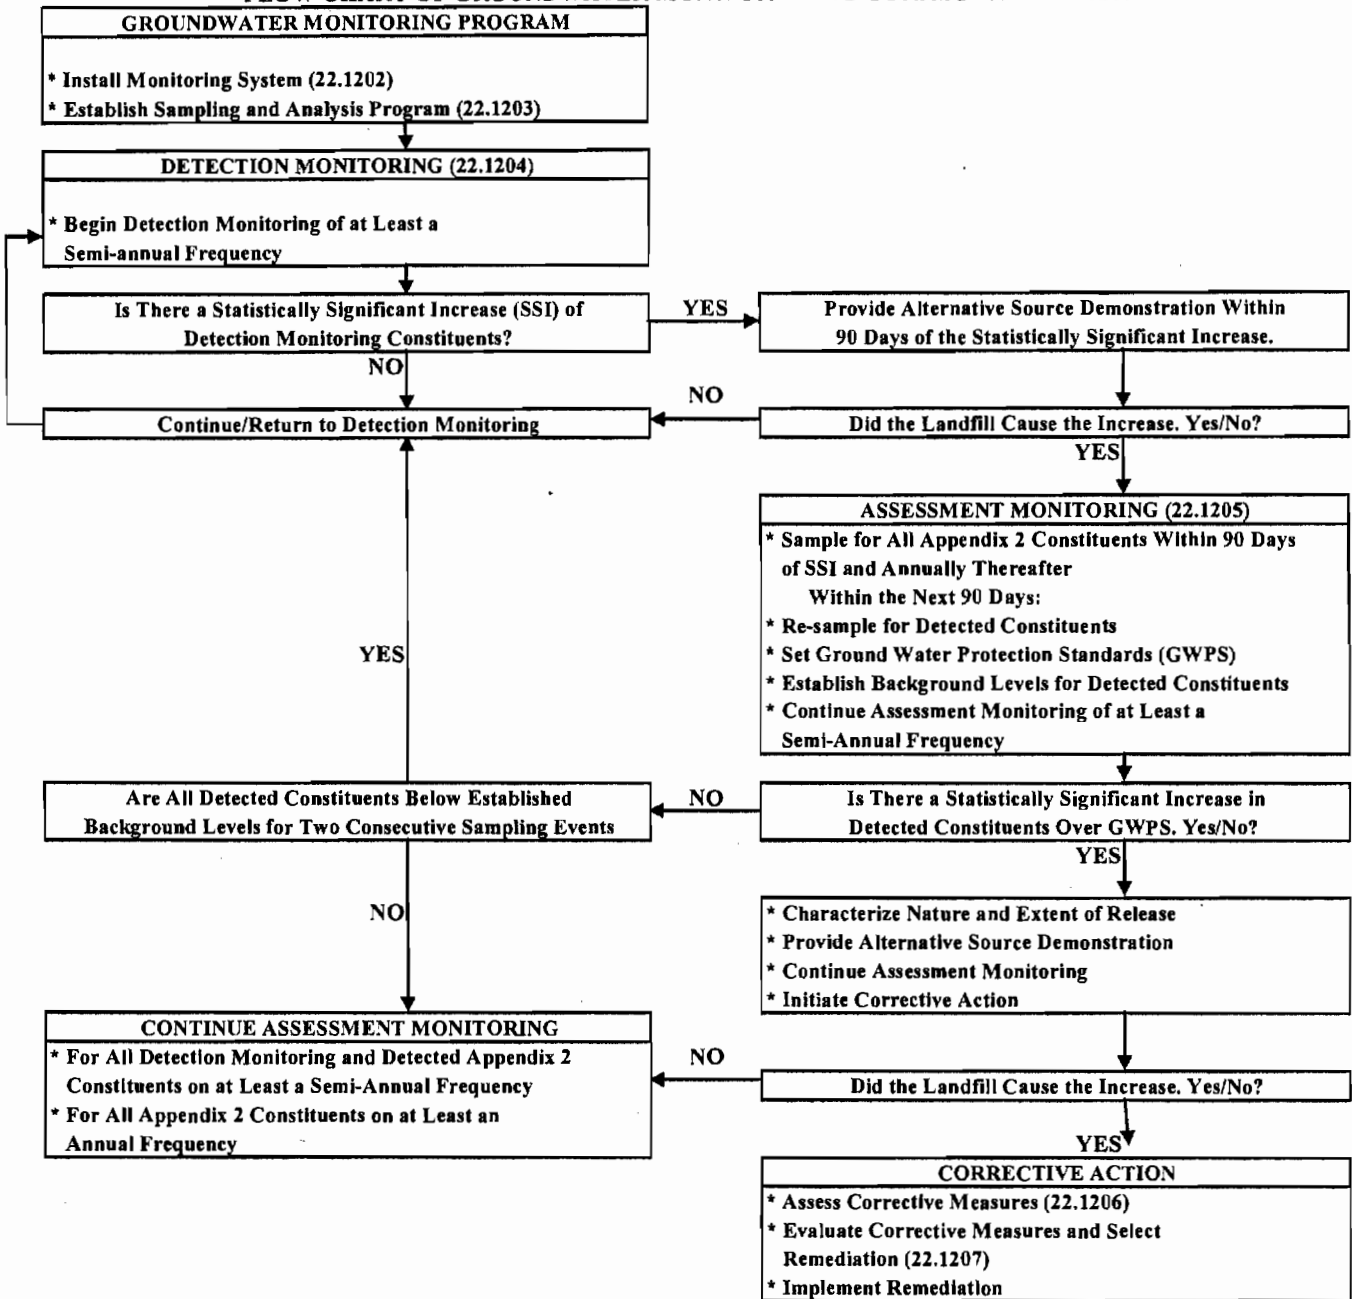 GROUNDWATER MONITORING PROGRAM
* Install Monitoring System (22.1202)
* Establish Sampling and Analysis Program (22.1203)
DETECTION MONITORING (22.1204)
* Begin Detection Monitoring of at Least a
Semi-annual Frequency
Is There a Statistically Significant Increase (SSI) of
Detection Monitoring Constituents?
YES
Provide Alternative Source Demonstration Within
90 Days of the Statistically Significant Increase.
NO
NO
Continue/Return to Detection Monitoring
Did the Landfill Cause the Increase. Yes/No?
YES
ASSESSMENT MONITORING (22.1205)
* Sample for All Appendix 2 Constituents Within 90 Days
of SSI and Annually Thereafter
Within the Next 90 Days:
* Re-sample for Detected Constituents
* Set Ground Water Protection Standards (GWPS)
* Establish Background Levels for Detected Constituents
* Continue Assessment Monitoring of at Least a
Semi-Annual Frequency
YES
Are All Detected Constituents Below Established
Background Levels for Two Consecutive Sampling Events
NO
Is There a Statistically Significant Increase in
Detected Constituents Over GWPS. Yes/No?
YES
NO
* Characterize Nature and Extent of Release
* Provide Alternative Source Demonstration
* Continue Assessment Monitoring
* Initiate Corrective Action
CONTINUE ASSESSMENT MONITORING
* For All Detection Monitoring and Detected Appendix 2
Constituents on at Least a Semi-Annual Frequency
* For All Appendix 2 Constituents on at Least an
Annual Frequency
NO
Did the Landfill Cause the Increase. Yes/No?
YES
CORRECTIVE ACTION
* Assess Corrective Measures (22.1206)
* Evaluate Corrective Measures and Select
Remediation (22.1207)
* Implement Remediation